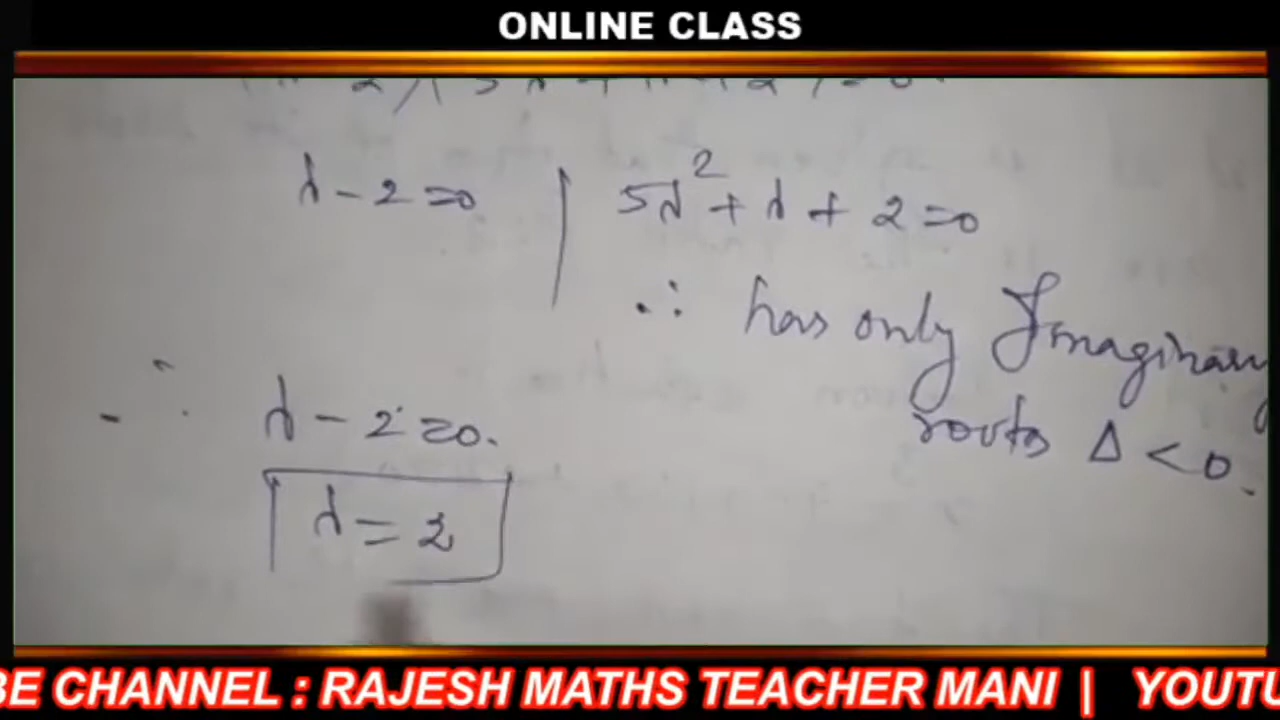 ONLINE CLASS
λ - 2 = 0 | 5λ² + λ + 2 = 0
∴ has only Imaginary
roots Δ < 0.
∴ λ - 2 = 0.
λ = 2
BE CHANNEL : RAJESH MATHS TEACHER MANI | YOUTU